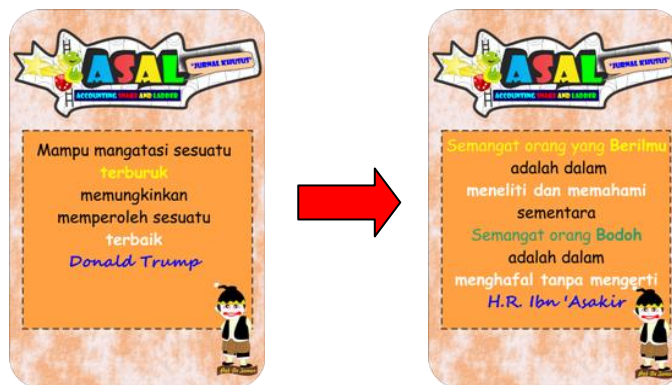 ASAL
"JURNAL KHUSUS"
ACCOUNTING SNAKE AND LADDER
Mampu mangatasi sesuatu
terburuk
memungkinkan
memperoleh sesuatu
terbaik
Donald Trump
ASAL
"JURNAL KHUSUS"
ACCOUNTING SNAKE AND LADDER
Semangat orang yang Berilmu
adalah dalam
meneliti dan memahami
sementara
Semangat orang Bodoh
adalah dalam
menghafal tanpa mengerti
H.R. Ibn 'Asakir